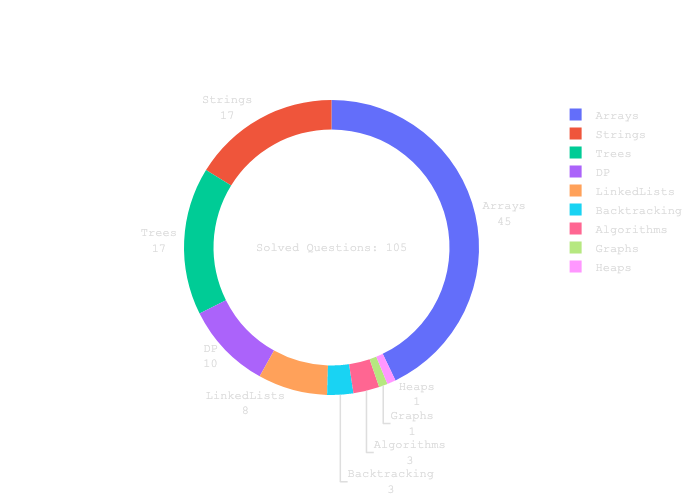 Strings
17
Arrays
45
Trees
17
Solved Questions: 105
DP
10
LinkedLists
8
Heaps
1
Graphs
1
Algorithms
3
Backtracking
3
Arrays
Strings
Trees
DP
LinkedLists
Backtracking
Algorithms
Graphs
Heaps